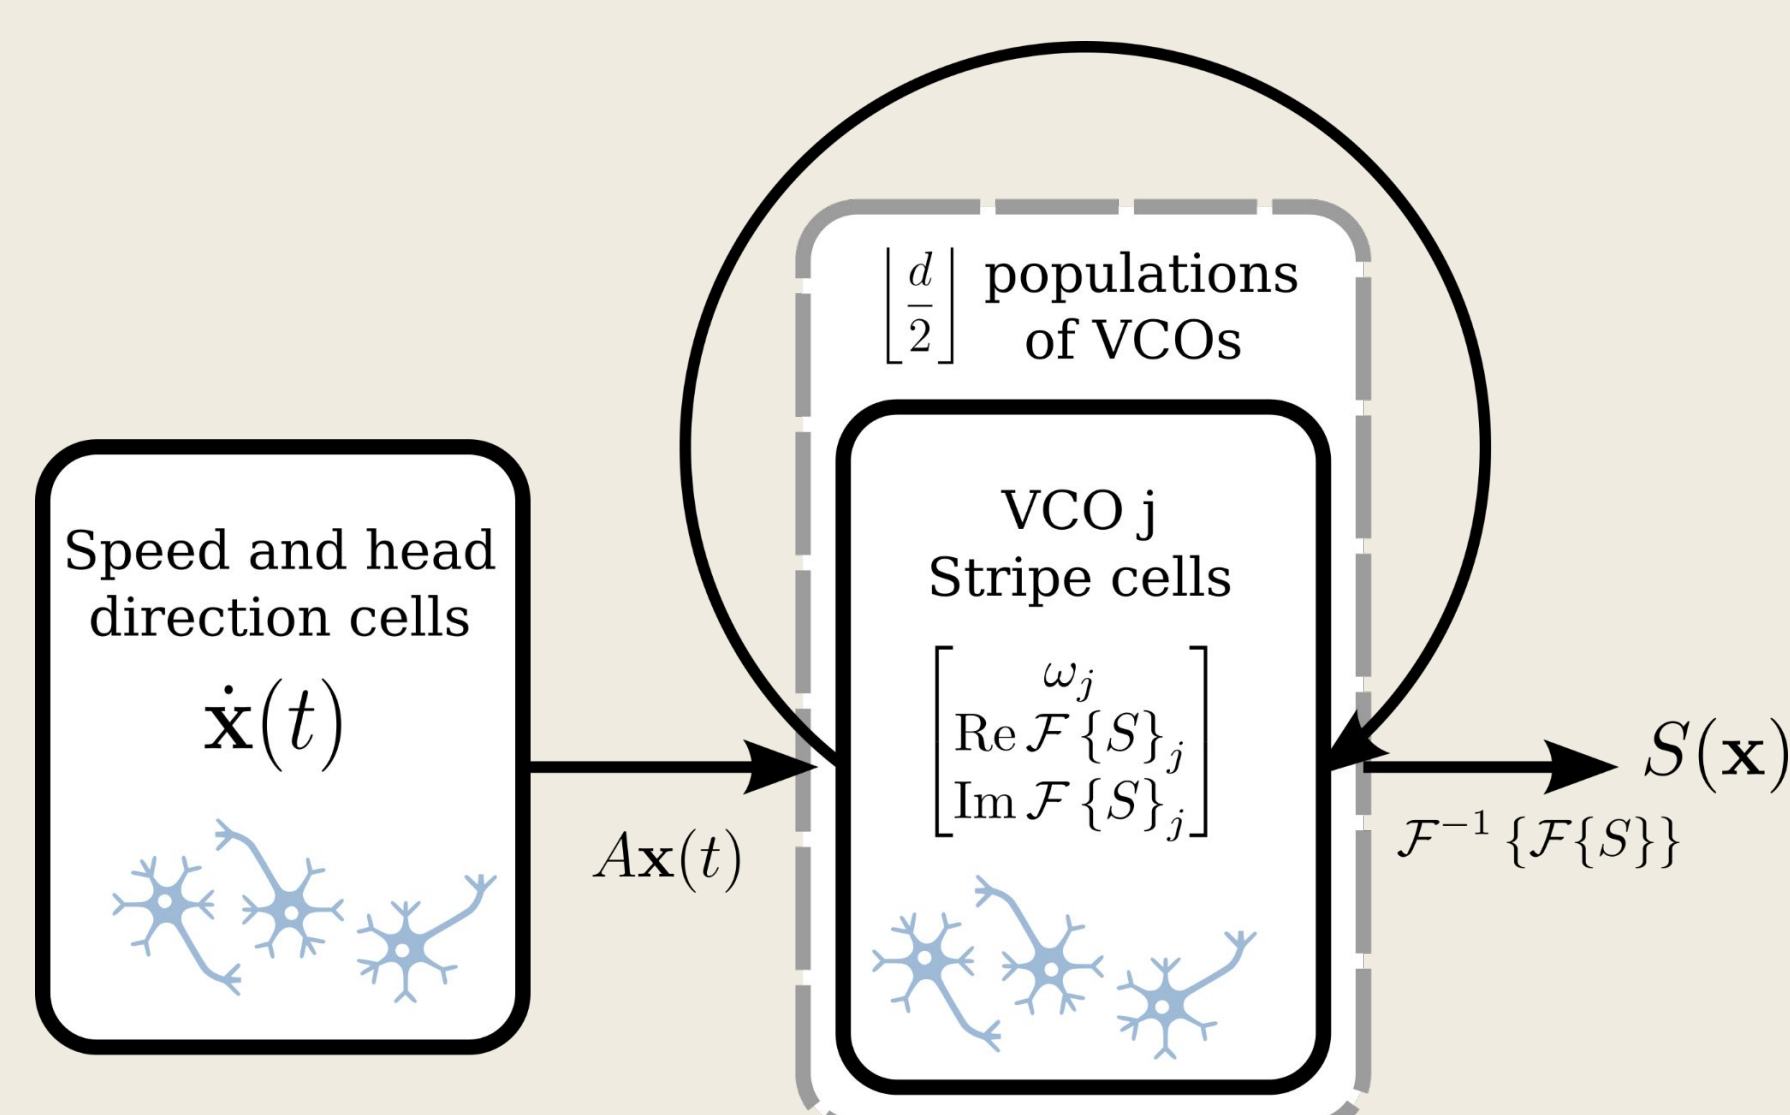 ⌊d/2⌋ populations
of VCOs
Speed and head
direction cells
ẋ(t)
VCO j
Stripe cells
ω_j
Re ℱ {S}_j
Im ℱ {S}_j
Ax(t)
S(x)
ℱ⁻¹ {ℱ{S}}